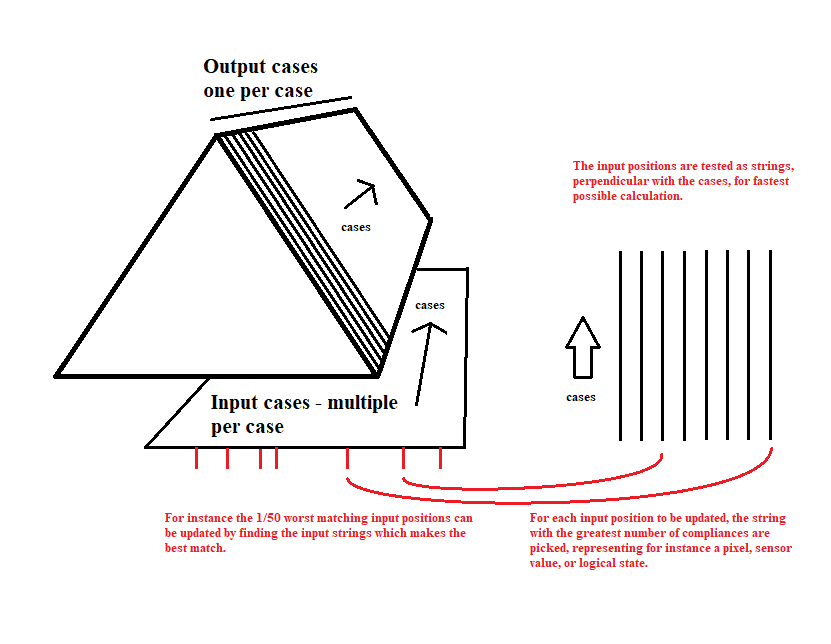 Output cases
one per case
The input positions are tested as strings,
perpendicular with the cases, for fastest
possible calculation.
cases
cases
cases
Input cases - multiple
per case
For instance the 1/50 worst matching input positions can
be updated by finding the input strings which makes the
best match.
For each input position to be updated, the string
with the greatest number of compliances are
picked, representing for instance a pixel, sensor
value, or logical state.